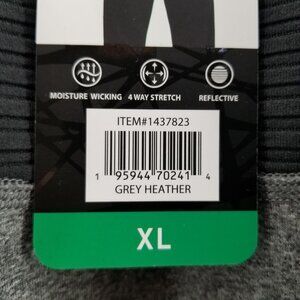 MOISTURE WICKING 4 WAY STRETCH REFLECTIVE
ITEM#1437823
1 95944 70241 4
GREY HEATHER
XL